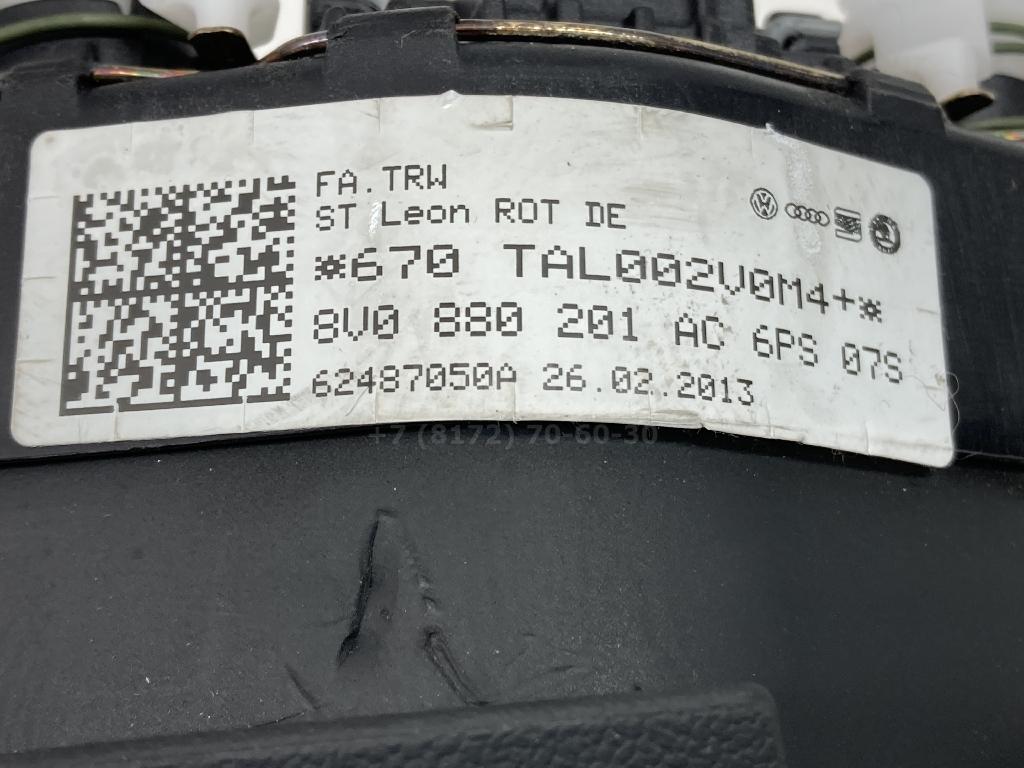 FA.TRW
ST Leon ROT DE
*670 TAL002V0M4+*
8V0 880 201 AC 6PS 07S
62487050A 26.02.2013
+7 (8172) 70-60-30